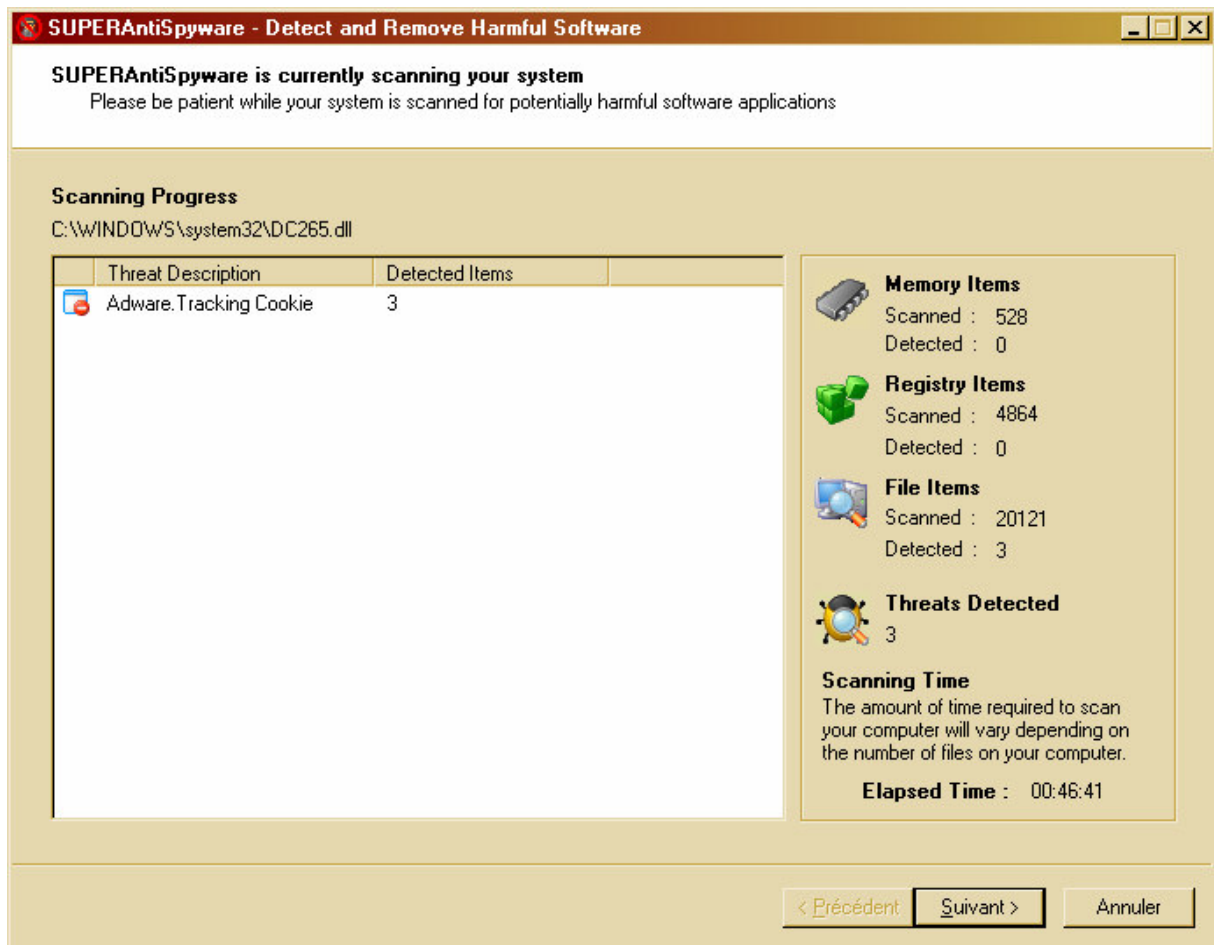 SUPERAntiSpyware - Detect and Remove Harmful Software
SUPERAntiSpyware is currently scanning your system
Please be patient while your system is scanned for potentially harmful software applications
Scanning Progress
C:\WINDOWS\system32\DC265.dll
Threat Description Detected Items
Adware.Tracking Cookie 3
Memory Items
Scanned : 528
Detected : 0
Registry Items
Scanned : 4864
Detected : 0
File Items
Scanned : 20121
Detected : 3
Threats Detected
3
Scanning Time
The amount of time required to scan
your computer will vary depending on
the number of files on your computer.
Elapsed Time : 00:46:41
< Précédent Suivant > Annuler